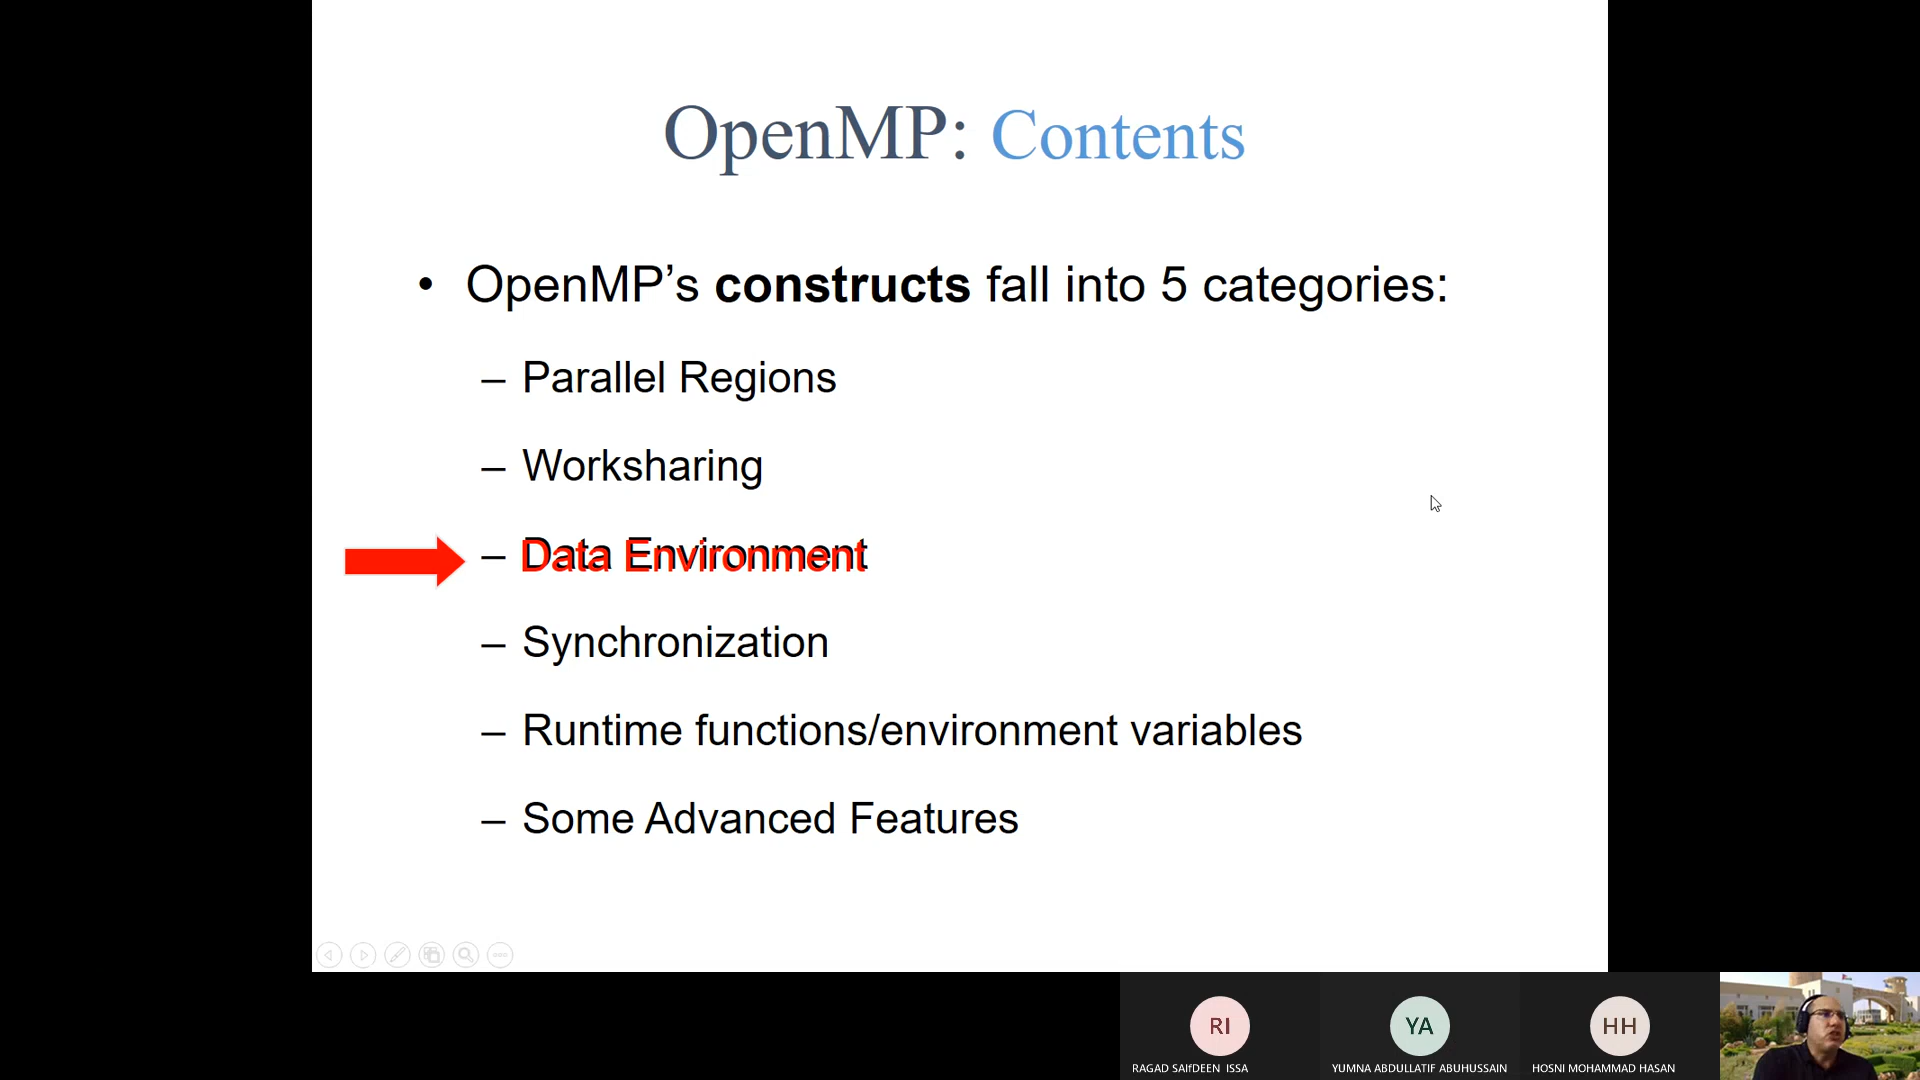 OpenMP: Contents
• OpenMP’s constructs fall into 5 categories:
– Parallel Regions
– Worksharing
– Data Environment
– Synchronization
– Runtime functions/environment variables
– Some Advanced Features
RI
YA
HH
RAGAD SAIfDEEN ISSA
YUMNA ABDULLATIF ABUHUSSAIN
HOSNI MOHAMMAD HASAN